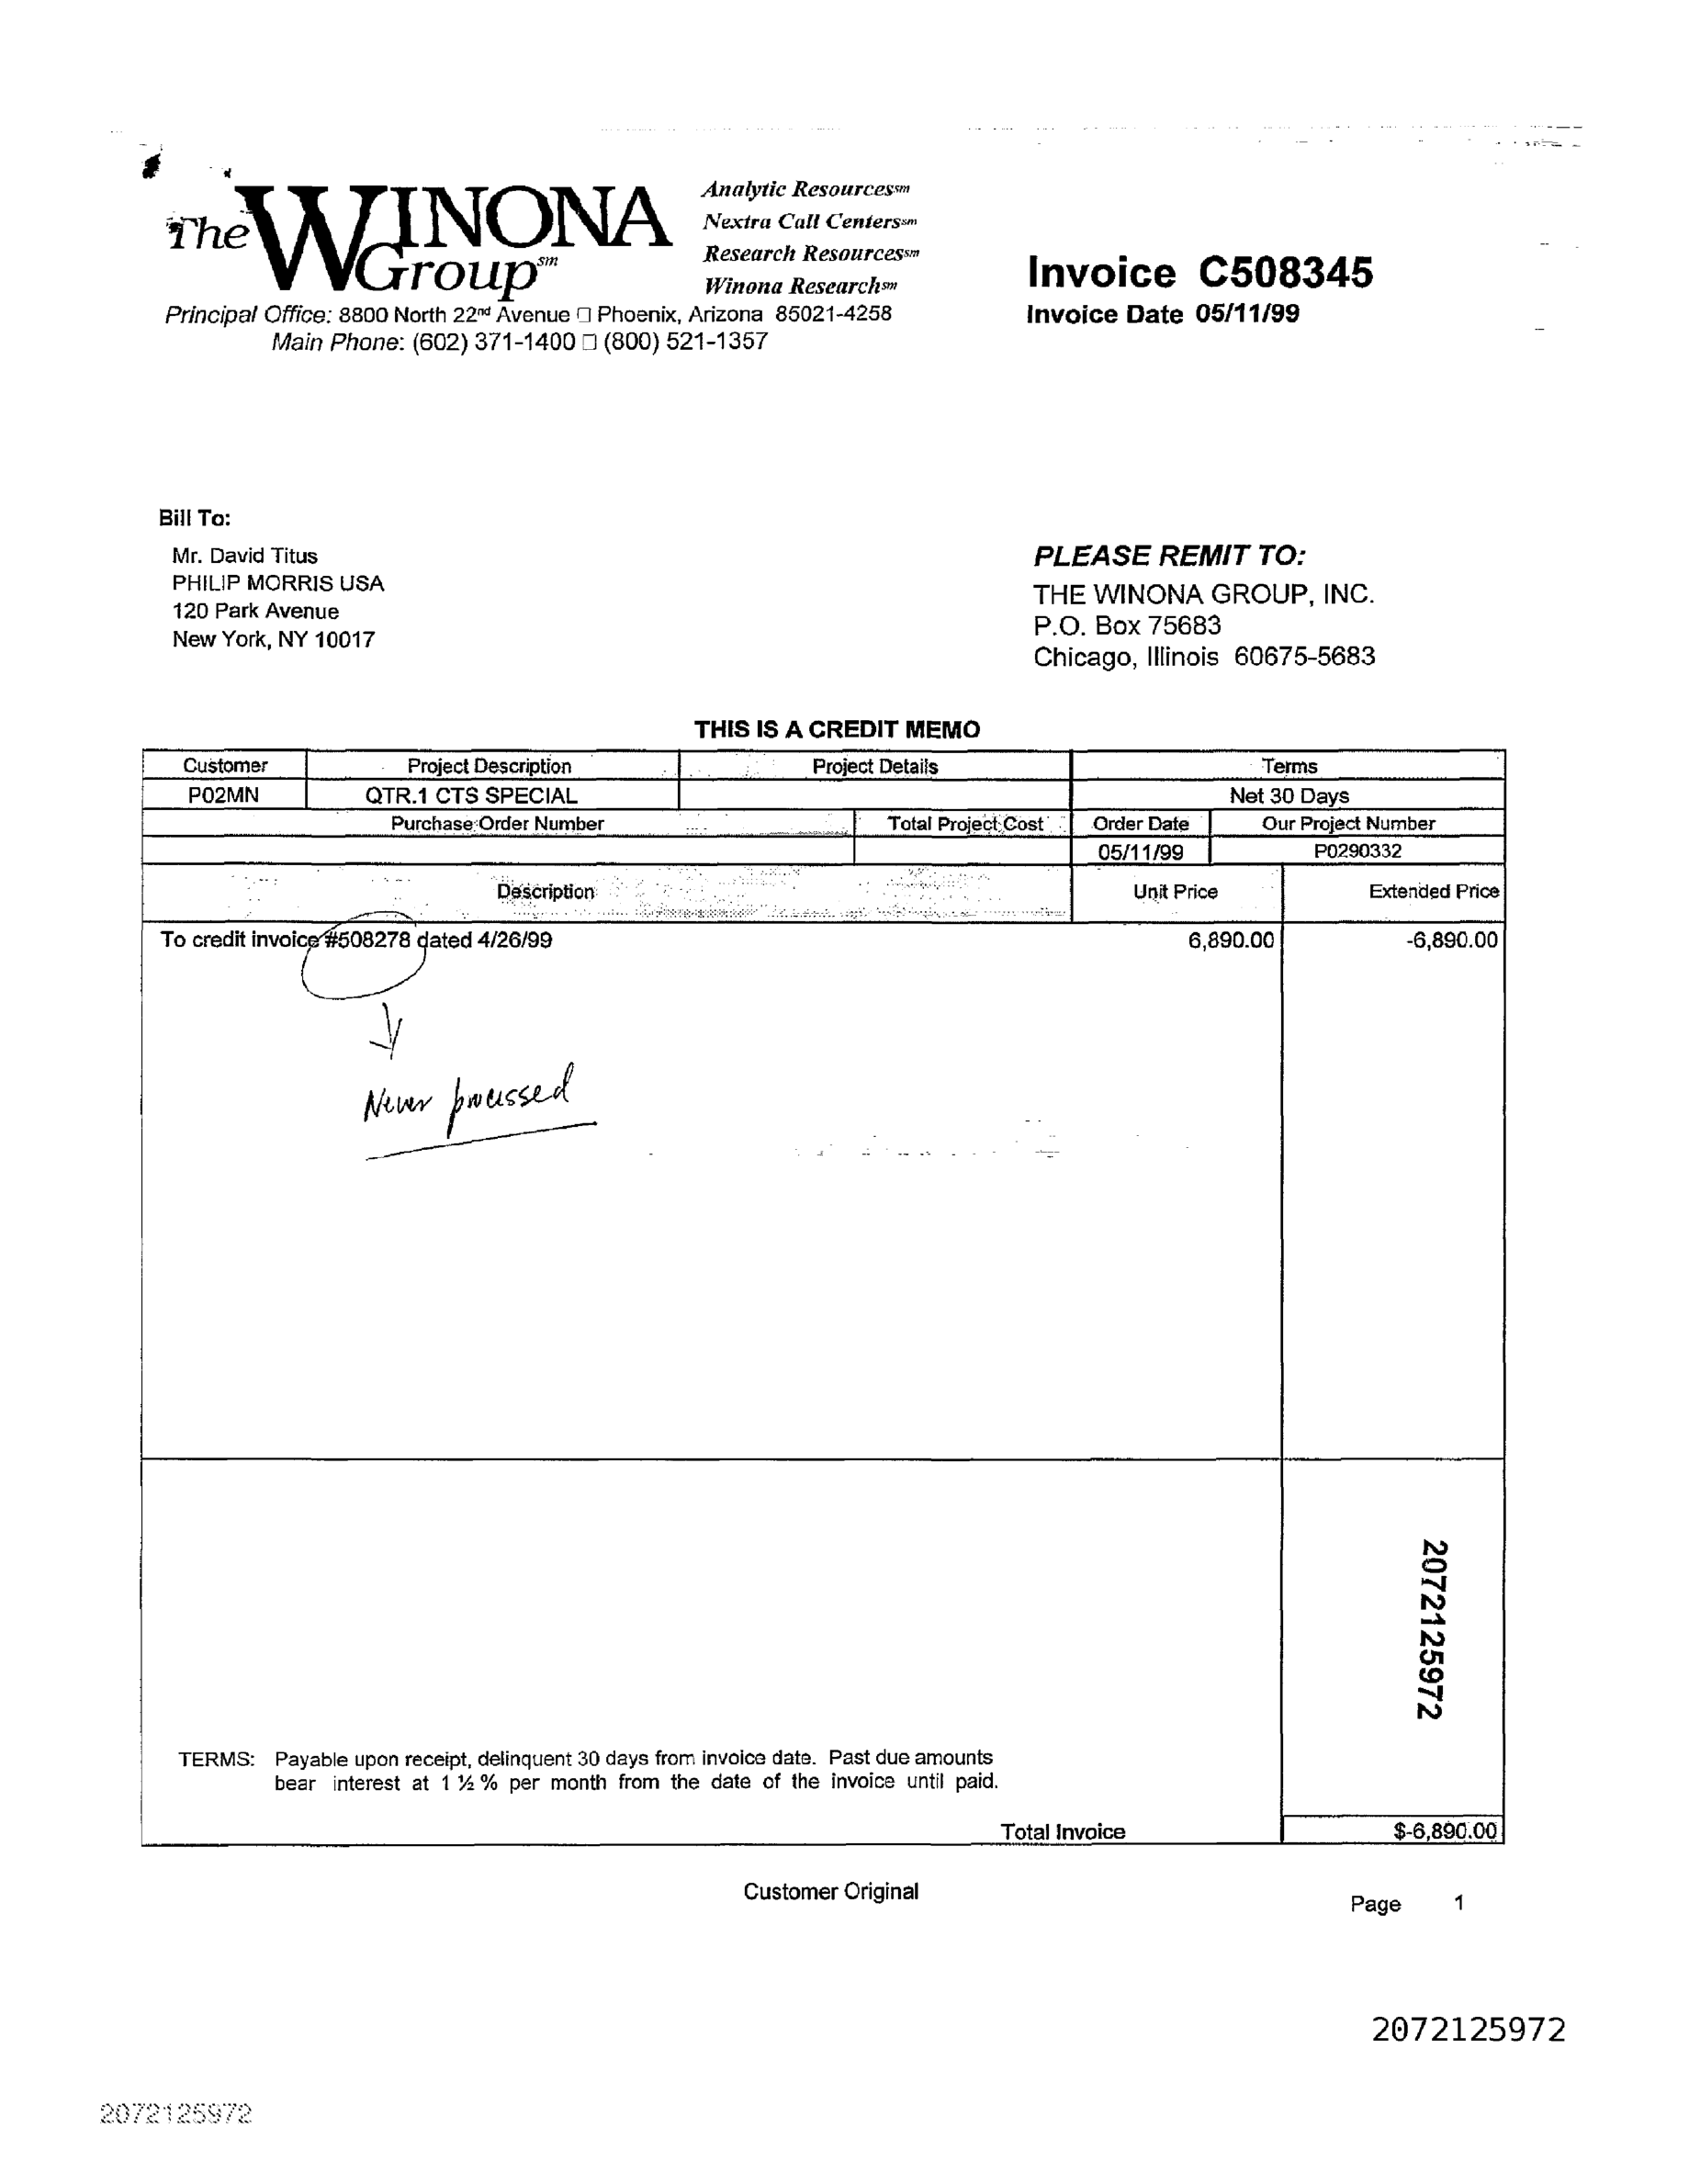 The WINONA Group sm
Analytic Resources sm
Nextra Call Centers sm
Research Resources sm
Winona Research sm
Principal Office: 8800 North 22nd Avenue □ Phoenix, Arizona 85021-4258
Main Phone: (602) 371-1400 □ (800) 521-1357
Invoice C508345
Invoice Date 05/11/99
Bill To:
Mr. David Titus
PHILIP MORRIS USA
120 Park Avenue
New York, NY 10017
PLEASE REMIT TO:
THE WINONA GROUP, INC.
P.O. Box 75683
Chicago, Illinois 60675-5683
THIS IS A CREDIT MEMO
Customer Project Description Project Details Terms
P02MN QTR.1 CTS SPECIAL Net 30 Days
Purchase Order Number Total Project Cost Order Date Our Project Number
05/11/99 P0290332
Description Unit Price Extended Price
To credit invoice #508278 dated 4/26/99 6,890.00 -6,890.00
Never processed
2072125972
TERMS: Payable upon receipt, delinquent 30 days from invoice date. Past due amounts
bear interest at 1 ½ % per month from the date of the invoice until paid.
Total Invoice $-6,890.00
Customer Original
Page 1
2072125972
2072125972